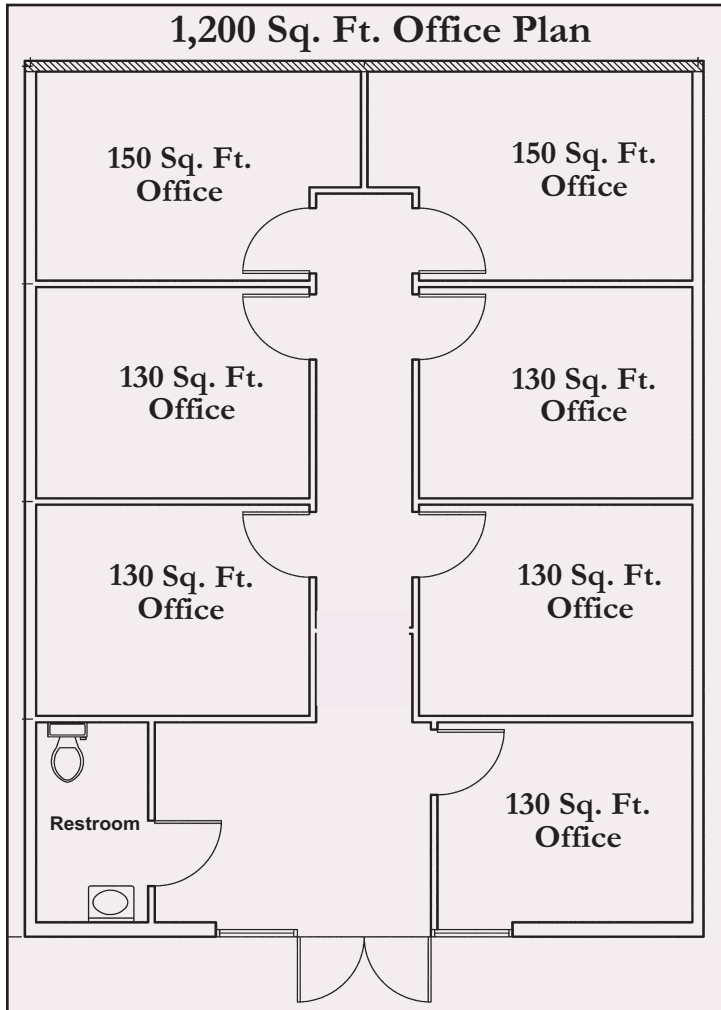 1,200 Sq. Ft. Office Plan
150 Sq. Ft.
Office
150 Sq. Ft.
Office
130 Sq. Ft.
Office
130 Sq. Ft.
Office
130 Sq. Ft.
Office
130 Sq. Ft.
Office
Restroom
130 Sq. Ft.
Office